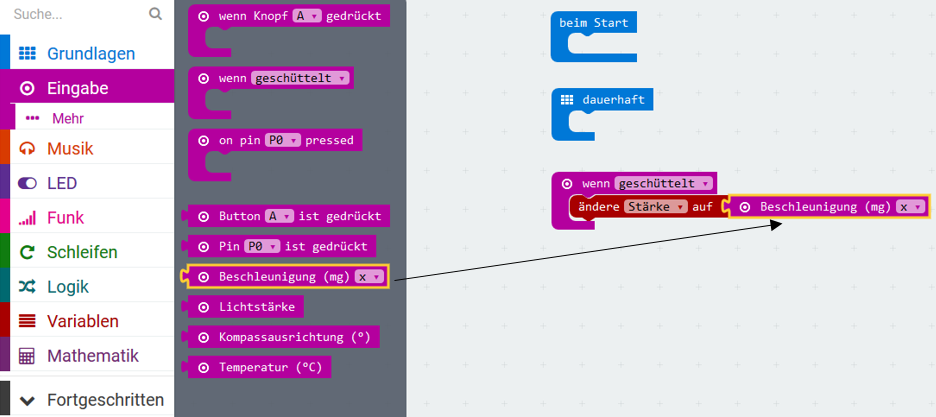 Suche...
Grundlagen
Eingabe
Mehr
Musik
LED
Funk
Schleifen
Logik
Variablen
Mathematik
Fortgeschritten
wenn Knopf A gedrückt
wenn geschüttelt
on pin P0 pressed
Button A ist gedrückt
Pin P0 ist gedrückt
Beschleunigung (mg) x
Lichtstärke
Kompassausrichtung (°)
Temperatur (°C)
beim Start
dauerhaft
wenn geschüttelt
ändere Stärke auf Beschleunigung (mg) x